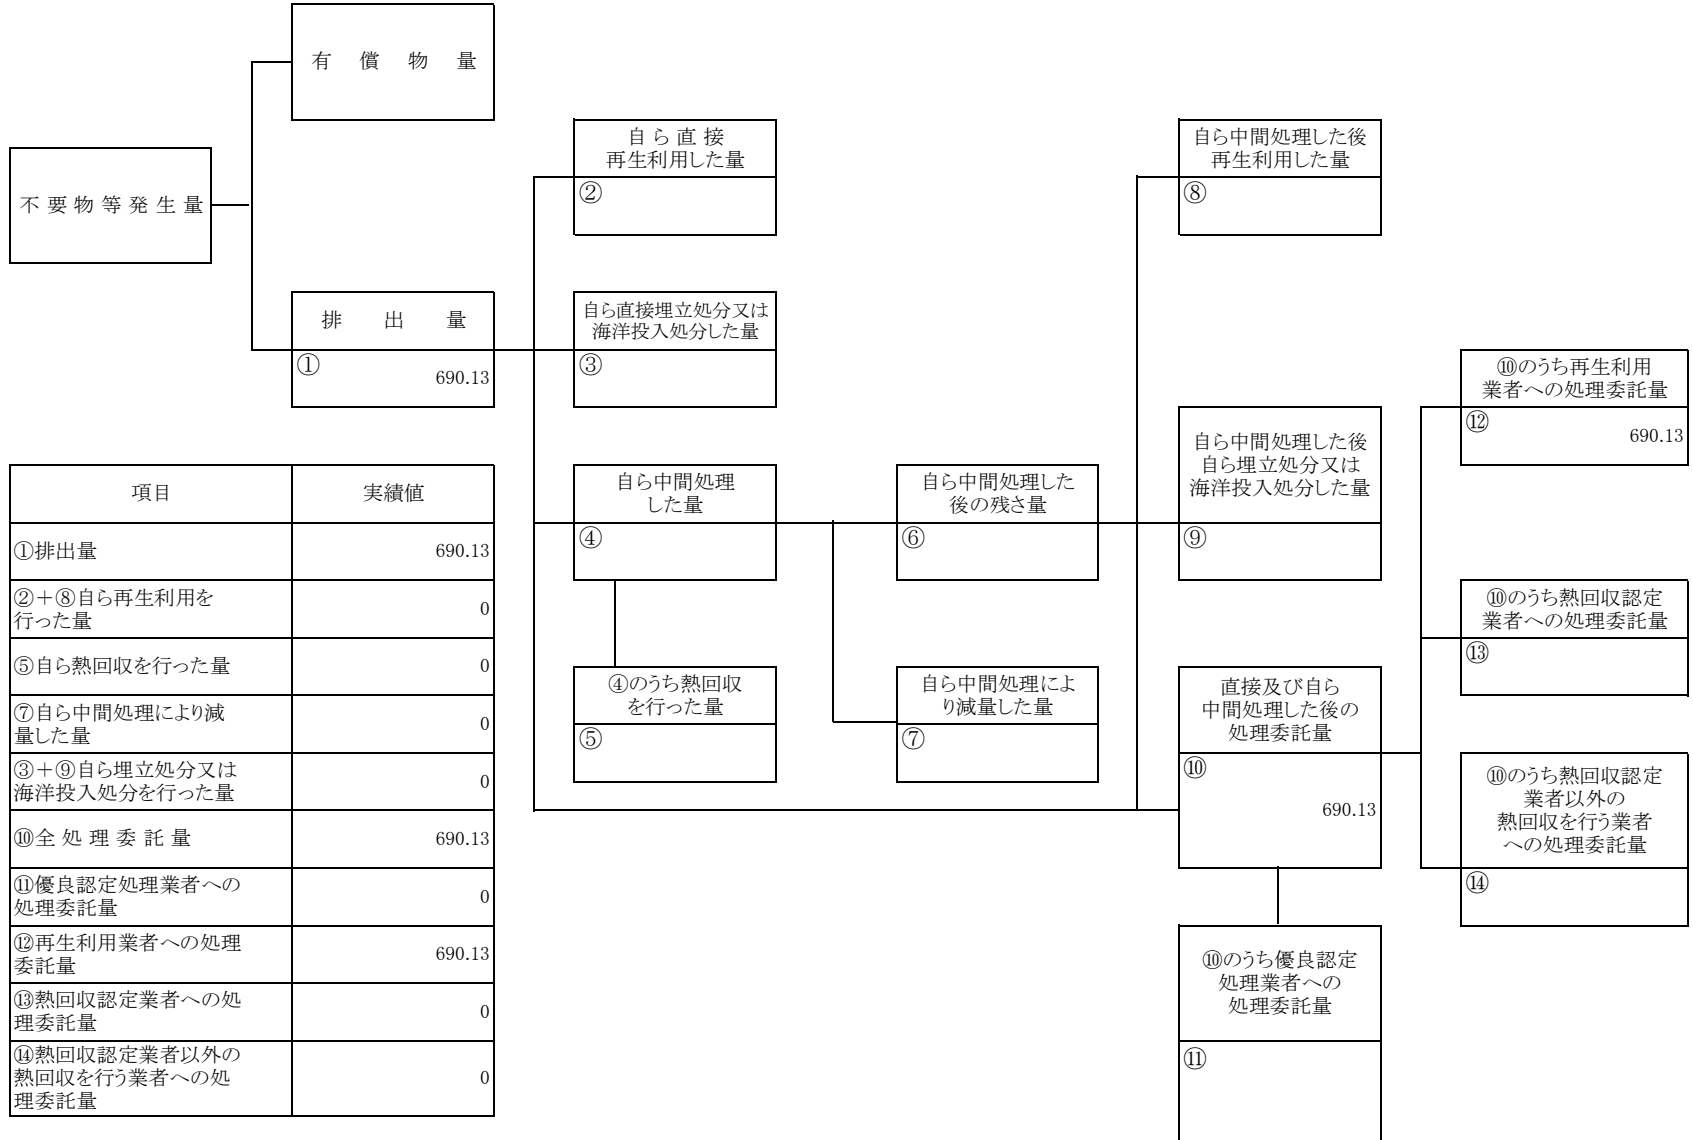 有償物量
不要物等発生量
排出量
①
690.13
自ら直接
再生利用した量
②
自ら直接埋立処分又は
海洋投入処分した量
③
自ら中間処理
した量
④
④のうち熱回収
を行った量
⑤
自ら中間処理した
後の残さ量
⑥
自ら中間処理によ
り減量した量
⑦
自ら中間処理した後
再生利用した量
⑧
自ら中間処理した後
自ら埋立処分又は
海洋投入処分した量
⑨
直接及び自ら
中間処理した後の
処理委託量
⑩
690.13
⑩のうち優良認定
処理業者への
処理委託量
⑪
⑩のうち再生利用
業者への処理委託量
⑫
690.13
⑩のうち熱回収認定
業者への処理委託量
⑬
⑩のうち熱回収認定
業者以外の
熱回収を行う業者
への処理委託量
⑭
項目 実績値
①排出量 690.13
②+⑧自ら再生利用を
行った量 0
⑤自ら熱回収を行った量 0
⑦自ら中間処理により減
量した量 0
③+⑨自ら埋立処分又は
海洋投入処分を行った量 0
⑩全処理委託量 690.13
⑪優良認定処理業者への
処理委託量 0
⑫再生利用業者への処理
委託量 690.13
⑬熱回収認定業者への処
理委託量 0
⑭熱回収認定業者以外の
熱回収を行う業者への処
理委託量 0